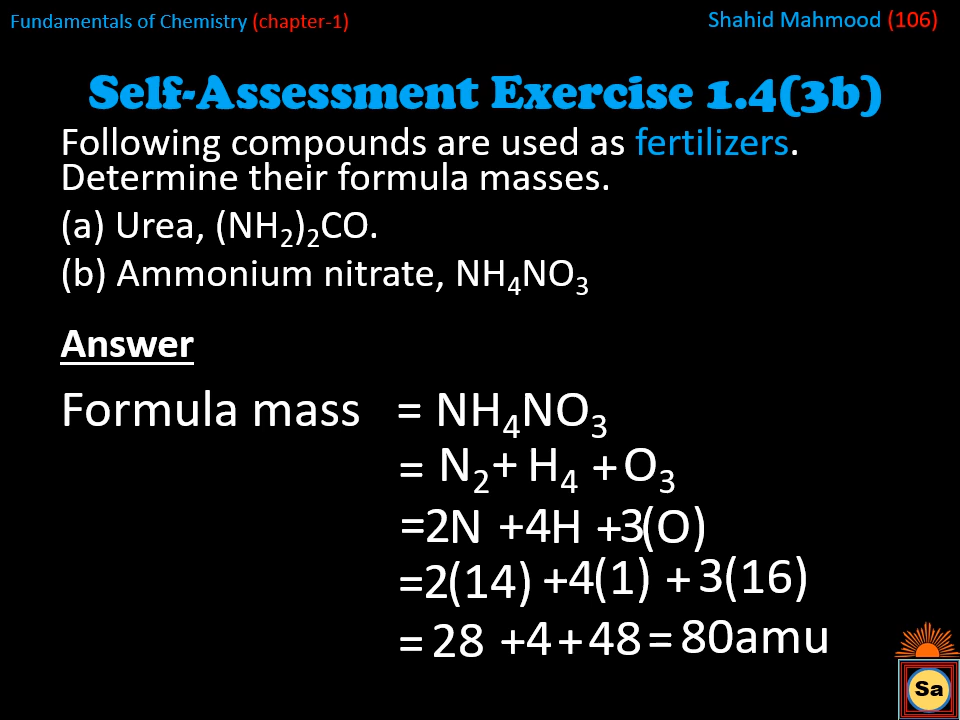 Fundamentals of Chemistry (chapter-1)
Shahid Mahmood (106)
Self-Assessment Exercise 1.4(3b)
Following compounds are used as fertilizers.
Determine their formula masses.
(a) Urea, (NH₂)₂CO.
(b) Ammonium nitrate, NH₄NO₃
Answer
Formula mass = NH₄NO₃
= N₂+ H₄ + O₃
=2N +4H +3(O)
=2(14) +4(1) + 3(16)
= 28 +4 + 48 = 80amu
Sa